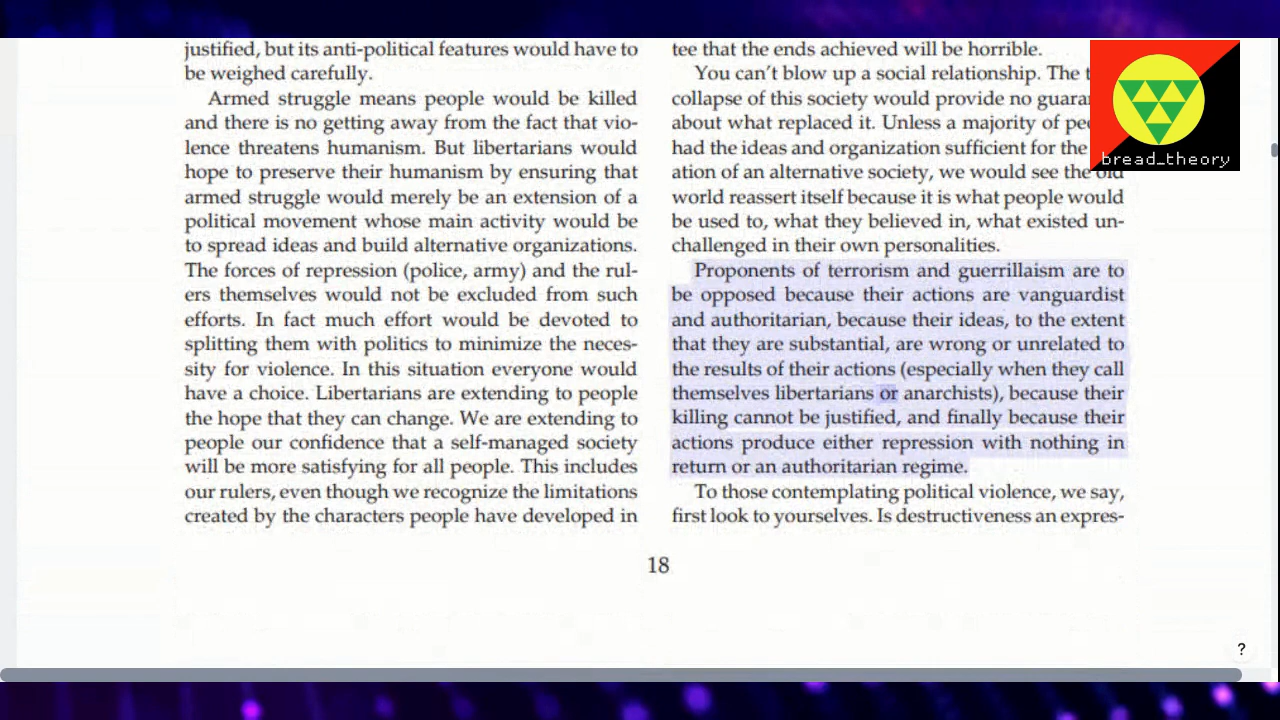 justified, but its anti-political features would have to
be weighed carefully.
Armed struggle means people would be killed
and there is no getting away from the fact that vio-
lence threatens humanism. But libertarians would
hope to preserve their humanism by ensuring that
armed struggle would merely be an extension of a
political movement whose main activity would be
to spread ideas and build alternative organizations.
The forces of repression (police, army) and the rul-
ers themselves would not be excluded from such
efforts. In fact much effort would be devoted to
splitting them with politics to minimize the neces-
sity for violence. In this situation everyone would
have a choice. Libertarians are extending to people
the hope that they can change. We are extending to
people our confidence that a self-managed society
will be more satisfying for all people. This includes
our rulers, even though we recognize the limitations
created by the characters people have developed in
tee that the ends achieved will be horrible.
You can't blow up a social relationship. The
collapse of this society would provide no
about what replaced it. Unless a majority of
had the ideas and organization sufficient for the
ation of an alternative society, we would see the old
world reassert itself because it is what people would
be used to, what they believed in, what existed un-
challenged in their own personalities.
Proponents of terrorism and guerrillaism are to
be opposed because their actions are vanguardist
and authoritarian, because their ideas, to the extent
that they are substantial, are wrong or unrelated to
the results of their actions (especially when they call
themselves libertarians or anarchists), because their
killing cannot be justified, and finally because their
actions produce either repression with nothing in
return or an authoritarian regime.
To those contemplating political violence, we say,
first look to yourselves. Is destructiveness an expres-
18
bread_theory
?